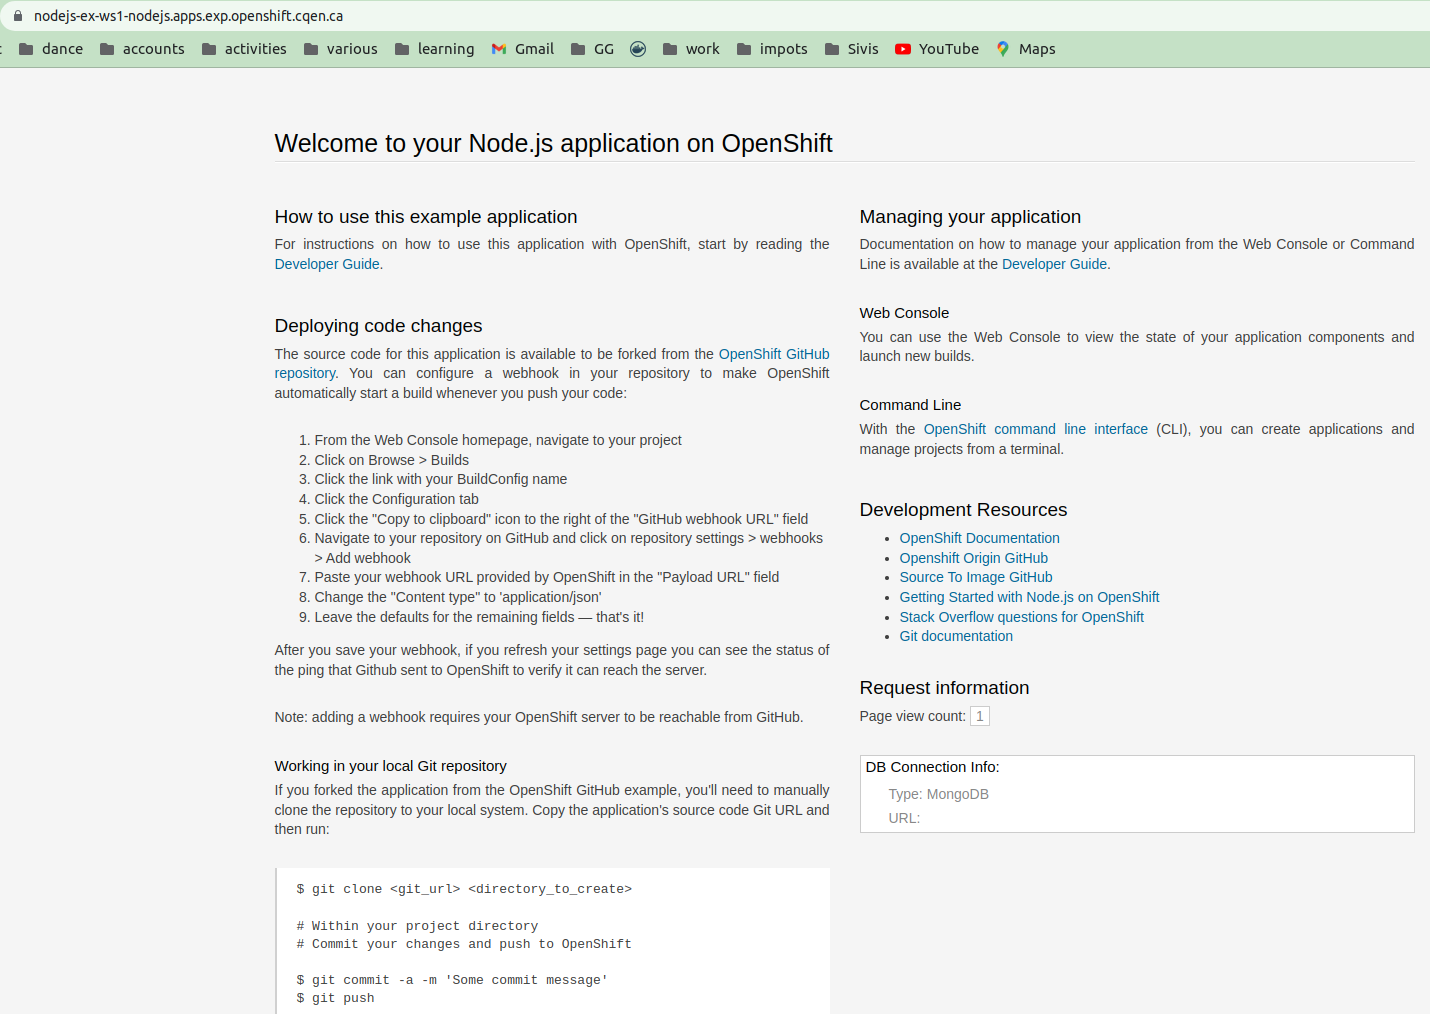 nodejs-ex-ws1-nodejs.apps.exp.openshift.cqen.ca
dance accounts activities various learning Gmail GG work impots Sivis YouTube Maps
Welcome to your Node.js application on OpenShift
How to use this example application
For instructions on how to use this application with OpenShift, start by reading the
Developer Guide.
Deploying code changes
The source code for this application is available to be forked from the OpenShift GitHub
repository. You can configure a webhook in your repository to make OpenShift
automatically start a build whenever you push your code:
1. From the Web Console homepage, navigate to your project
2. Click on Browse > Builds
3. Click the link with your BuildConfig name
4. Click the Configuration tab
5. Click the "Copy to clipboard" icon to the right of the "GitHub webhook URL" field
6. Navigate to your repository on GitHub and click on repository settings > webhooks
> Add webhook
7. Paste your webhook URL provided by OpenShift in the "Payload URL" field
8. Change the "Content type" to 'application/json'
9. Leave the defaults for the remaining fields — that's it!
After you save your webhook, if you refresh your settings page you can see the status of
the ping that Github sent to OpenShift to verify it can reach the server.
Note: adding a webhook requires your OpenShift server to be reachable from GitHub.
Working in your local Git repository
If you forked the application from the OpenShift GitHub example, you'll need to manually
clone the repository to your local system. Copy the application's source code Git URL and
then run:
$ git clone <git_url> <directory_to_create>
# Within your project directory
# Commit your changes and push to OpenShift
$ git commit -a -m 'Some commit message'
$ git push
Managing your application
Documentation on how to manage your application from the Web Console or Command
Line is available at the Developer Guide.
Web Console
You can use the Web Console to view the state of your application components and
launch new builds.
Command Line
With the OpenShift command line interface (CLI), you can create applications and
manage projects from a terminal.
Development Resources
• OpenShift Documentation
• Openshift Origin GitHub
• Source To Image GitHub
• Getting Started with Node.js on OpenShift
• Stack Overflow questions for OpenShift
• Git documentation
Request information
Page view count: 1
DB Connection Info:
Type: MongoDB
URL: